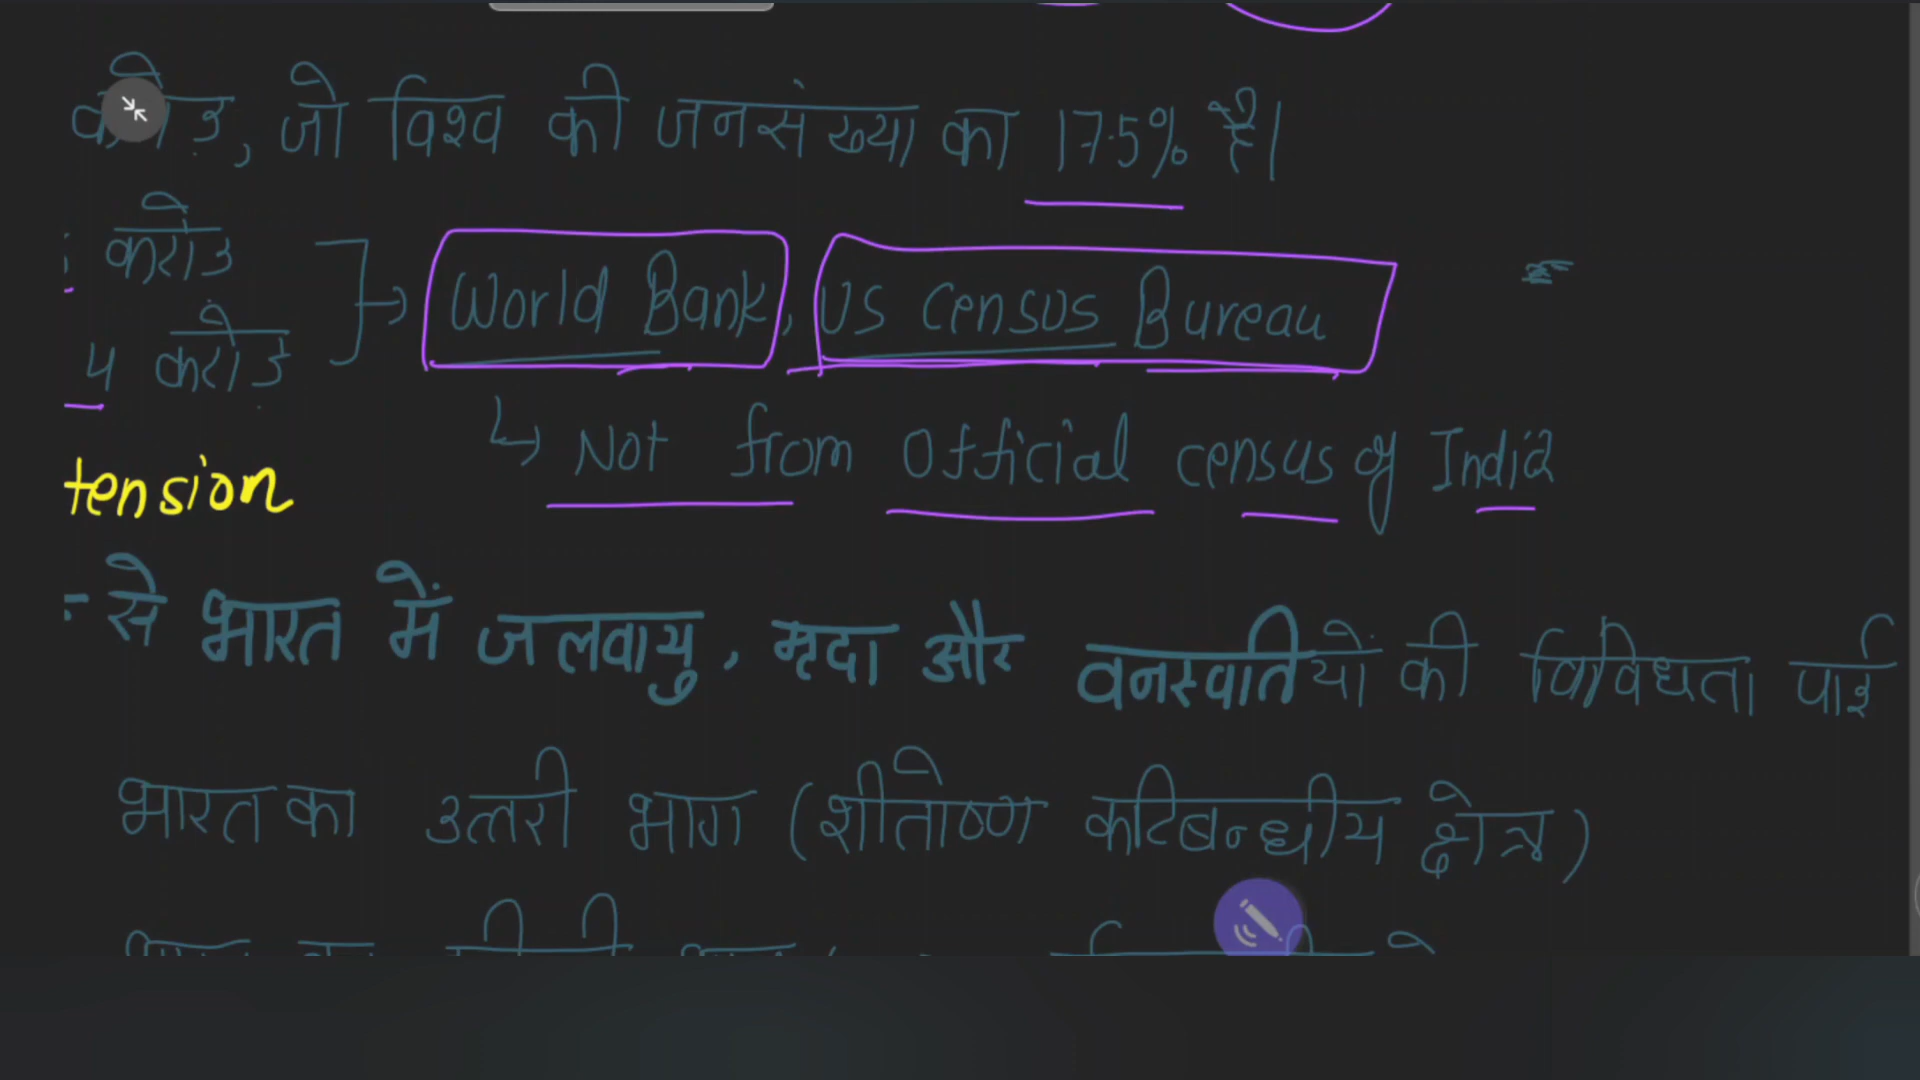 करोड, जो विश्व की जनसंख्या का 17.5% है।
करोड
World Bank, US Census Bureau
4 करोड
↳ Not from Official census of India
tension
से भारत में जलवायु, मृदा और वनस्पतियों की विविधता पाई
भारत का उत्तरी भाग (शीतोष्ण कटिबन्धीय क्षेत्र)